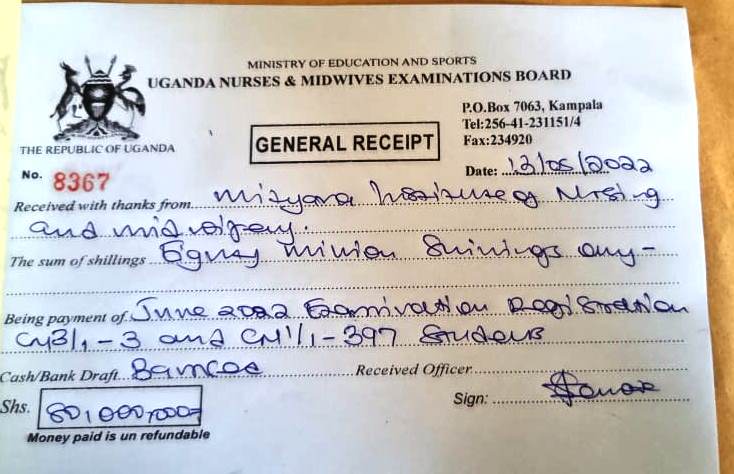 MINISTRY OF EDUCATION AND SPORTS
UGANDA NURSES & MIDWIVES EXAMINATIONS BOARD
P.O.Box 7063, Kampala
Tel:256-41-231151/4
Fax:234920
THE REPUBLIC OF UGANDA
GENERAL RECEIPT
No. 8367
Date: 13/05/2022
Received with thanks from Mityana Institute of Nursing
and midwifery.
The sum of shillings Eighty Million Shillings Only-
Being payment of June 2022 Examination Registration
CN3/1-3 and CM1/1-397 Students
Cash/Bank Draft Received Officer
Shs. 80,000,000=
Sign:
Money paid is un refundable